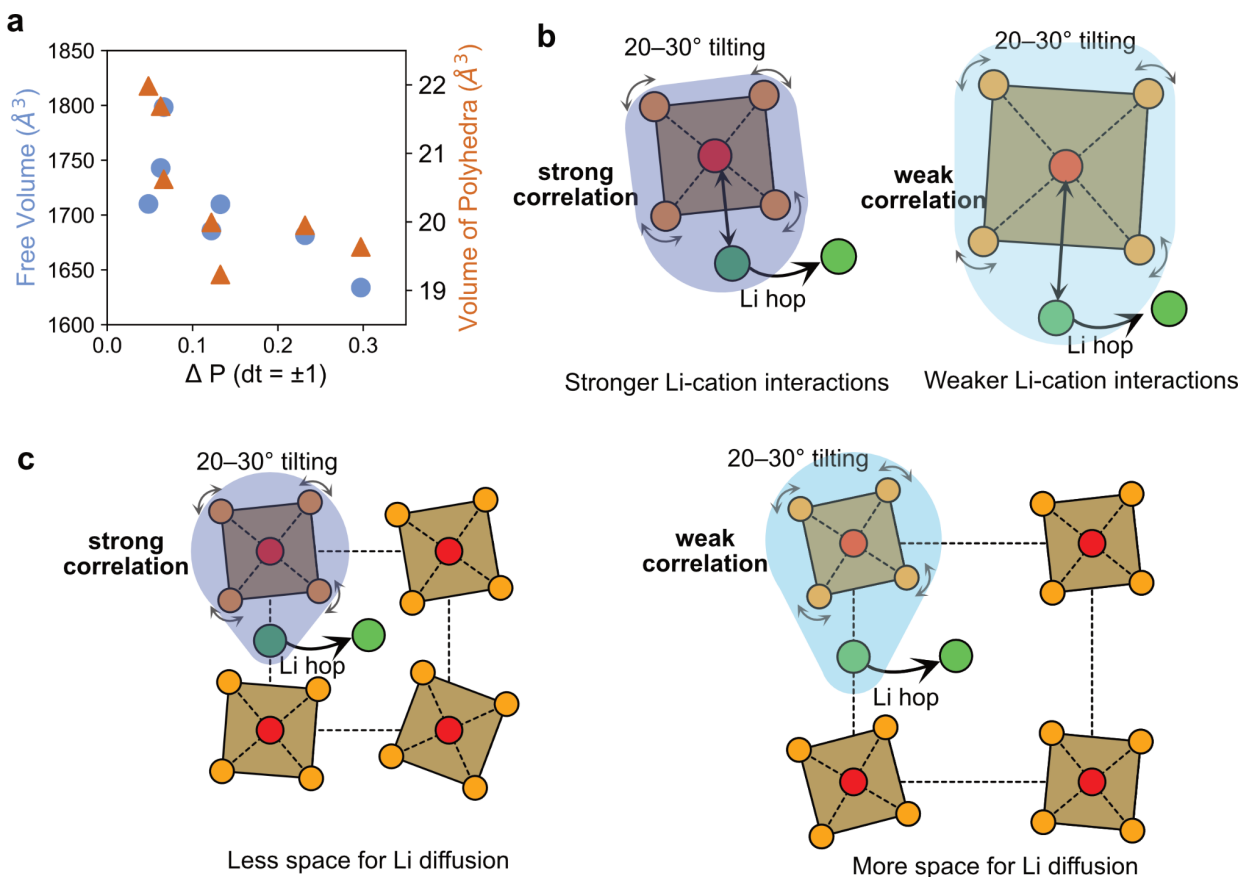 a
1850
1800
1750
1700
1650
1600
Free Volume (Å³)
0.0
0.1
0.2
0.3
Δ P (dt = ±1)
22
21
20
19
Volume of Polyhedra (Å³)
b
20–30° tilting
strong
correlation
Li hop
Stronger Li-cation interactions
20–30° tilting
weak
correlation
Li hop
Weaker Li-cation interactions
c
20–30° tilting
strong
correlation
Li hop
Less space for Li diffusion
20–30° tilting
weak
correlation
Li hop
More space for Li diffusion